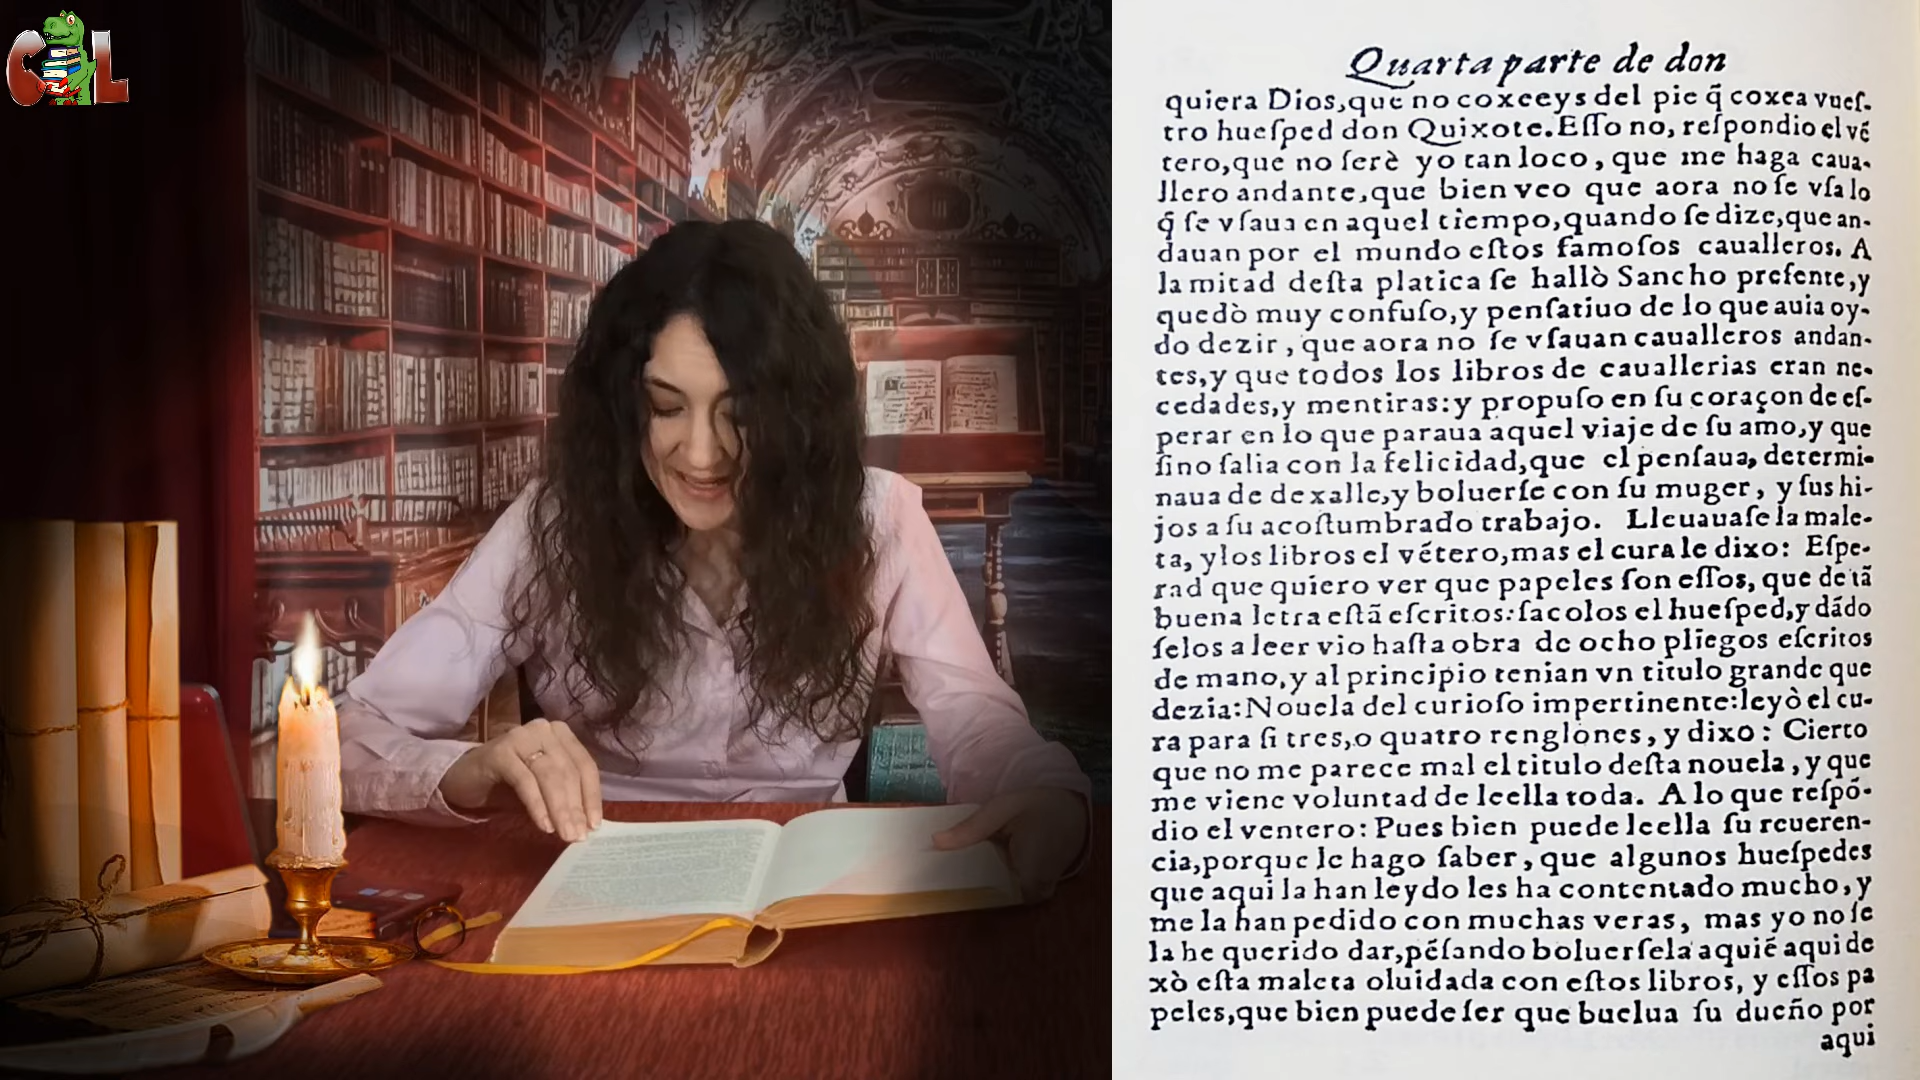 CL
Quarta parte de don
quiera Dios,que no coxeeys del pie q̃ coxea vueſ-
tro hueſped don Quixote.Eſſo no, reſpondio el vẽ
tero,que no ſerè yo tan loco, que me haga caua-
llero andante,que bien veo que aora no ſe vſa lo
q̃ ſe vſaua en aquel tiempo,quando ſe dize,que an-
dauan por el mundo eſtos famoſos caualleros. A
la mitad deſta platica ſe hallò Sancho preſente,y
quedò muy confuſo,y penſatiuo de lo que auia oy-
do dezir, que aora no ſe vſauan caualleros andan-
tes,y que todos los libros de cauallerias eran ne-
cedades,y mentiras:y propuſo en ſu coraçon de eſ-
perar en lo que paraua aquel viaje de ſu amo,y que
ſino ſalia con la felicidad,que el penſaua, determi-
naua de dexalle,y boluerſe con ſu muger, y ſus hi-
jos a ſu acoſtumbrado trabajo. Lleuauaſe la male-
ta, y los libros el vẽtero,mas el cura le dixo: Eſpe-
rad que quiero ver que papeles ſon eſſos, que de tã
buena letra eſtã eſcritos:ſacolos el hueſped,y dãdo
ſelos a leer vio haſta obra de ocho pliegos eſcritos
de mano,y al principio tenian vn titulo grande que
dezia:Nouela del curioſo impertinente:leyò el cu-
ra para ſi tres,o quatro renglones, y dixo: Cierto
que no me parece mal el titulo deſta nouela, y que
me viene voluntad de leella toda. A lo que reſpõ-
dio el ventero: Pues bien puede leella ſu reueren-
cia,porque le hago ſaber, que algunos hueſpedes
que aqui la han leydo les ha contentado mucho, y
me la han pedido con muchas veras, mas yo no ſe
la he querido dar,pẽſando boluerſela a quiẽ aqui de
xò eſta maleta oluidada con eſtos libros, y eſſos pa
peles,que bien puede ſer que buelua ſu dueño por
aqui